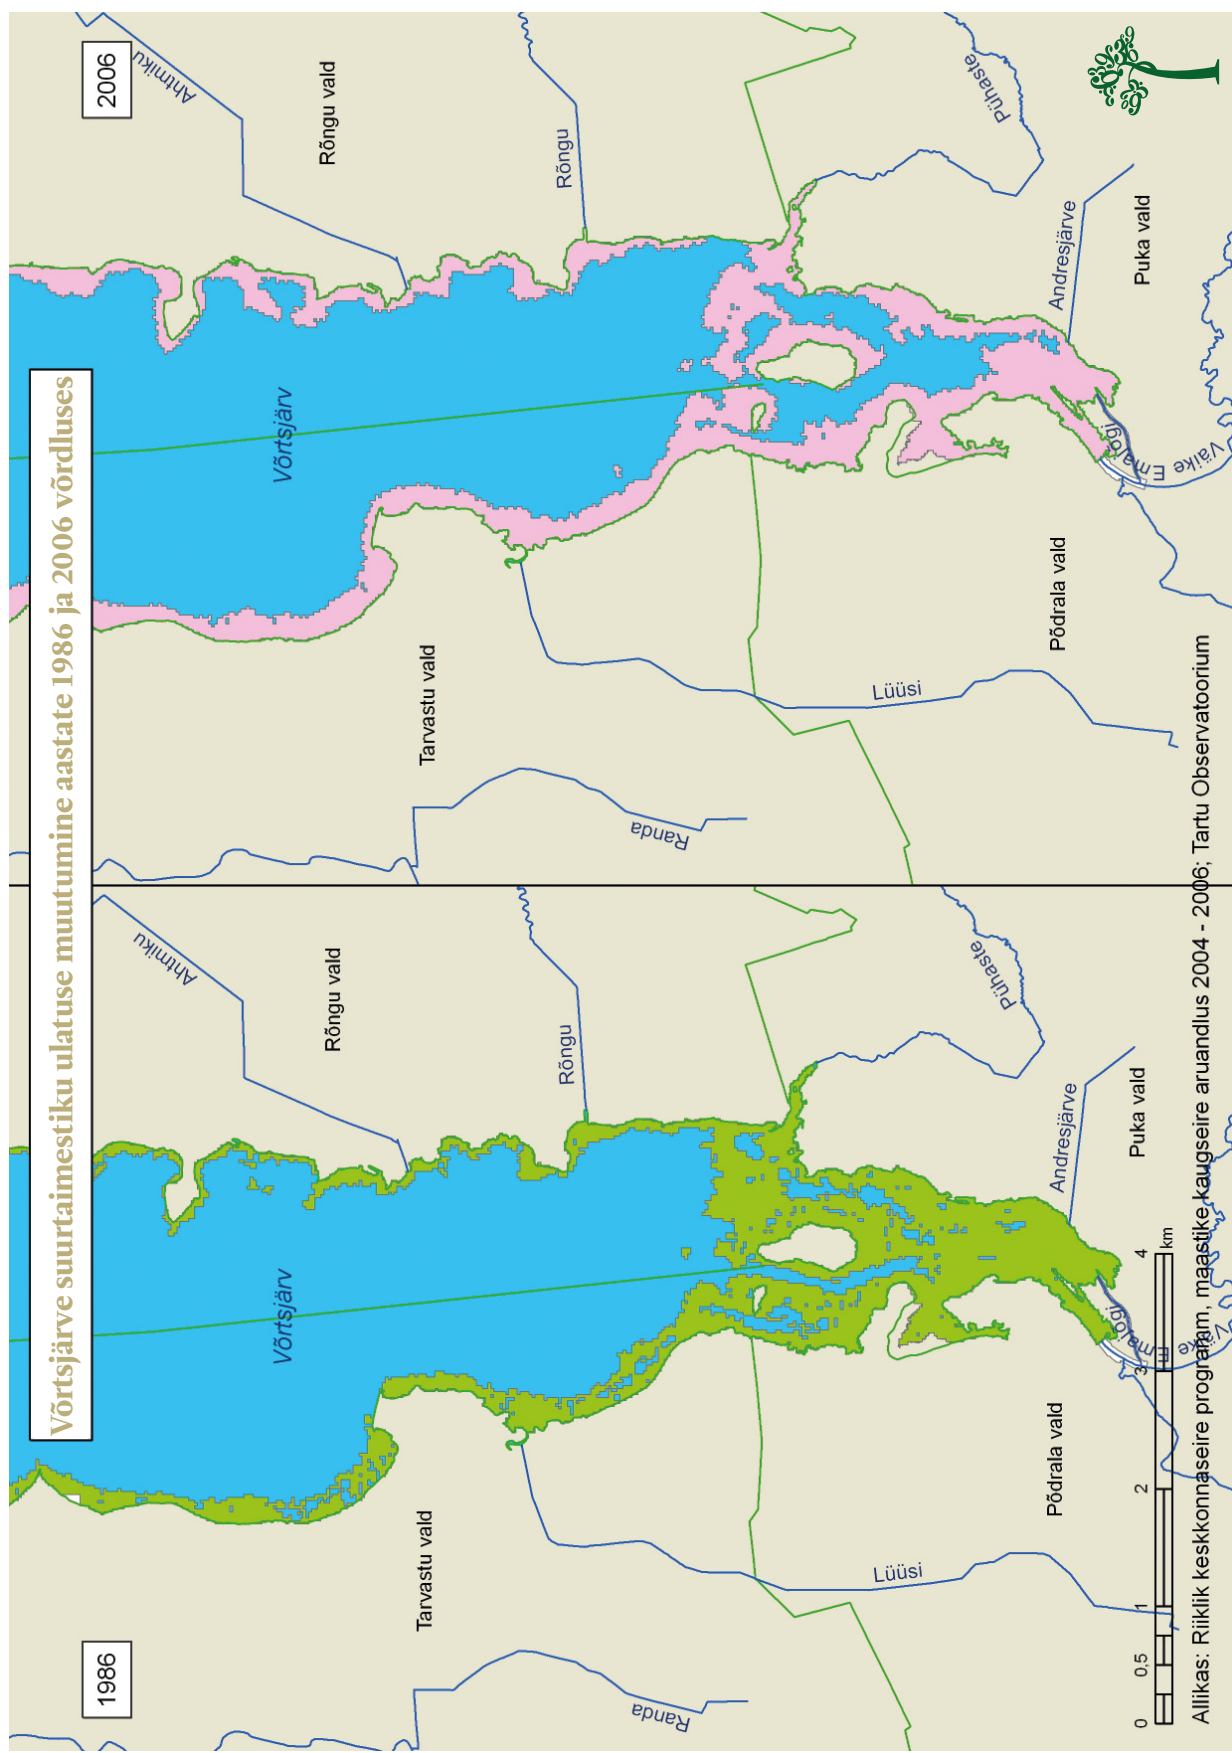 Võrtsjärve suurtaimestiku ulatuse muutumine aastate 1986 ja 2006 võrdluses
1986
Võrtsjärv
Ahtmiku
Rõngu vald
Tarvastu vald
Rõngu
Randa
Lüüsi
Pühaste
Põdrala vald
Andresjärve
Puka vald
Väike Emajõgi
0 0,5 1 2 3 4
km
2006
Võrtsjärv
Ahtmiku
Rõngu vald
Tarvastu vald
Rõngu
Randa
Lüüsi
Pühaste
Põdrala vald
Andresjärve
Puka vald
Väike Emajõgi
Allikas: Riiklik keskkonnaseire programm, maastike kaugseire aruandlus 2004 - 2006; Tartu Observatoorium